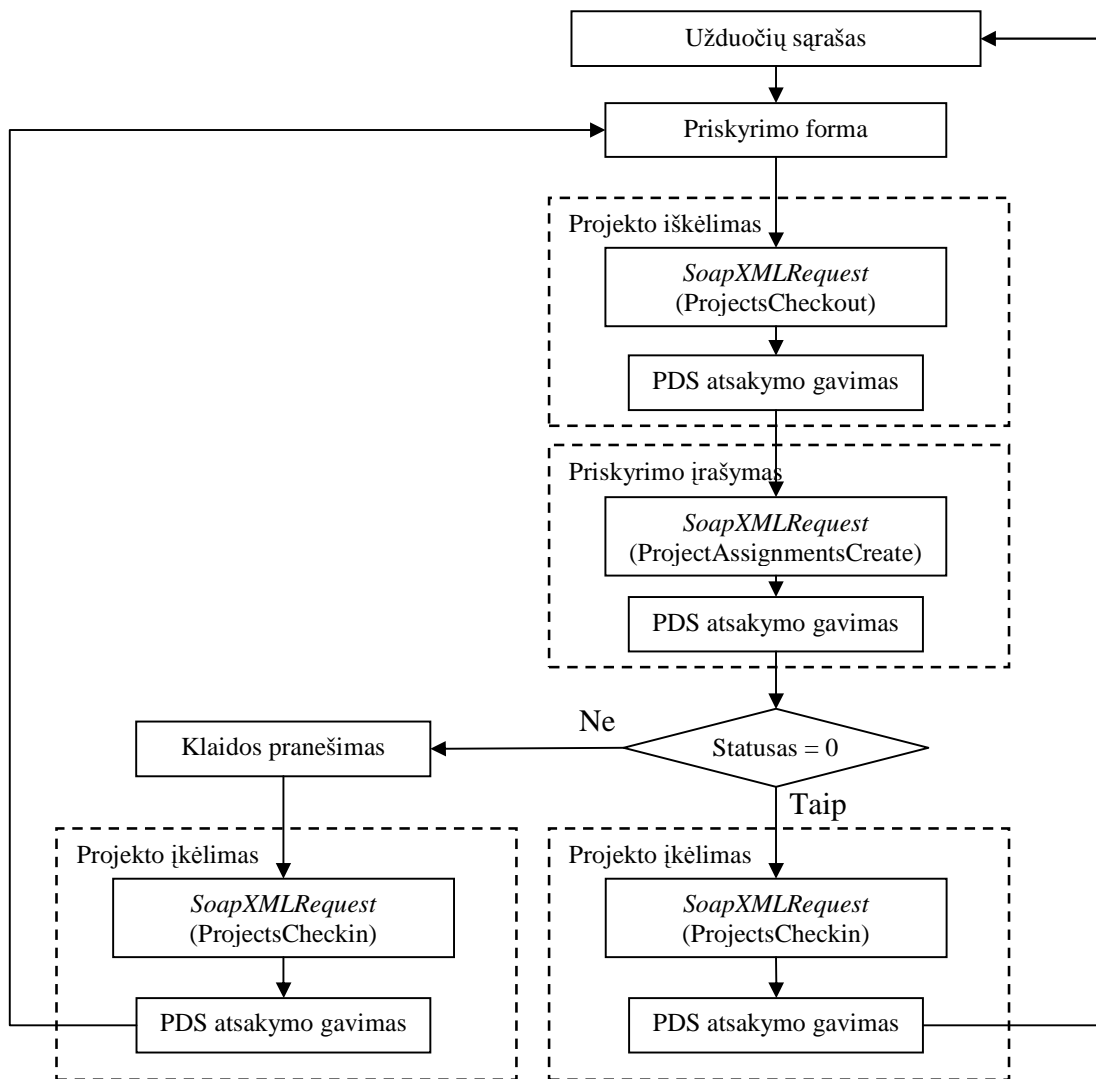 Užduočių sąrašas
Priskyrimo forma
Projekto iškėlimas
SoapXMLRequest
(ProjectsCheckout)
PDS atsakymo gavimas
Priskyrimo įrašymas
SoapXMLRequest
(ProjectAssignmentsCreate)
PDS atsakymo gavimas
Ne
Klaidos pranešimas
Statusas = 0
Taip
Projekto įkėlimas
SoapXMLRequest
(ProjectsCheckin)
PDS atsakymo gavimas
Projekto įkėlimas
SoapXMLRequest
(ProjectsCheckin)
PDS atsakymo gavimas